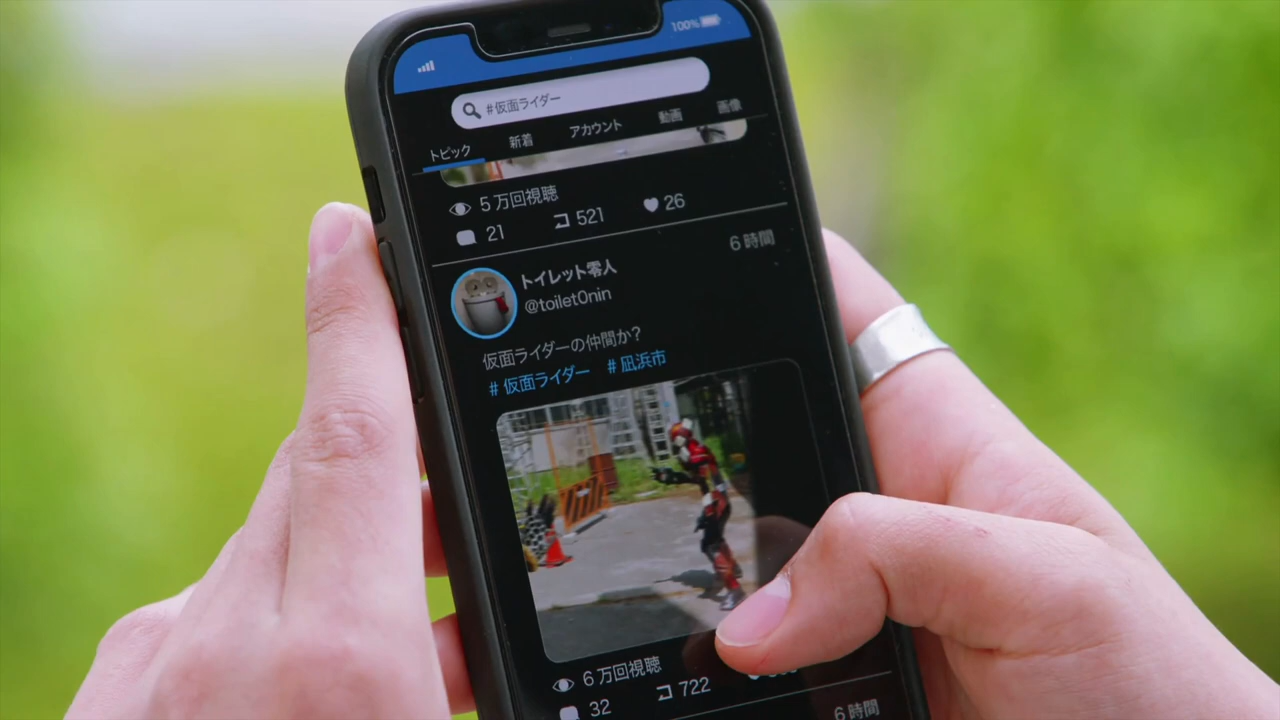 100%
#仮面ライダー
トピック 新着 アカウント 動画 画像
5万回視聴
21 521 26
6時間
トイレット零人
@toilet0nin
仮面ライダーの仲間か?
#仮面ライダー #凪浜市
6万回視聴
32 722
6時間